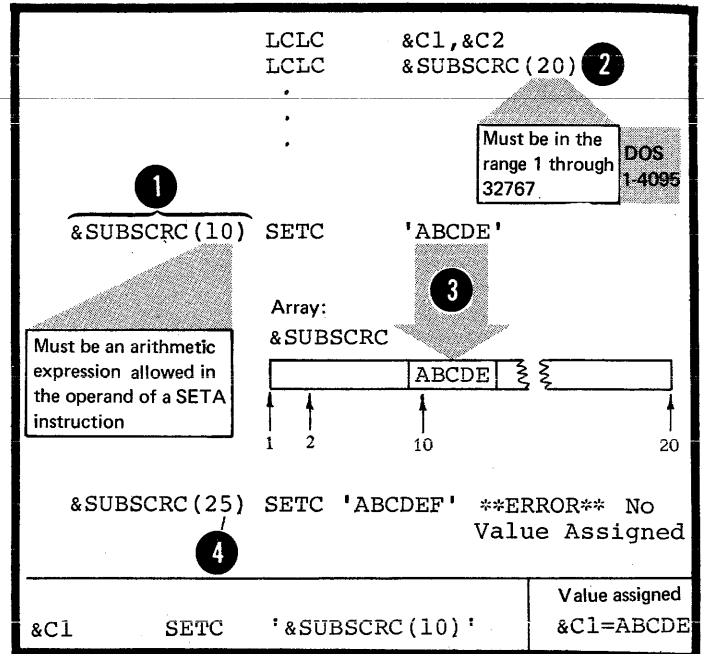 LCLC &C1,&C2
LCLC &SUBSCRC(20) 2
.
.
.
Must be in the
range 1 through
32767
DOS
1-4095
1
&SUBSCRC(10) SETC 'ABCDE'
3
Must be an arithmetic
expression allowed in
the operand of a SETA
instruction
Array:
&SUBSCRC
ABCDE
1 2 10 20
&SUBSCRC(25) SETC 'ABCDEF' **ERROR** No
Value Assigned
4
Value assigned
&C1 SETC '&SUBSCRC(10)' &C1=ABCDE